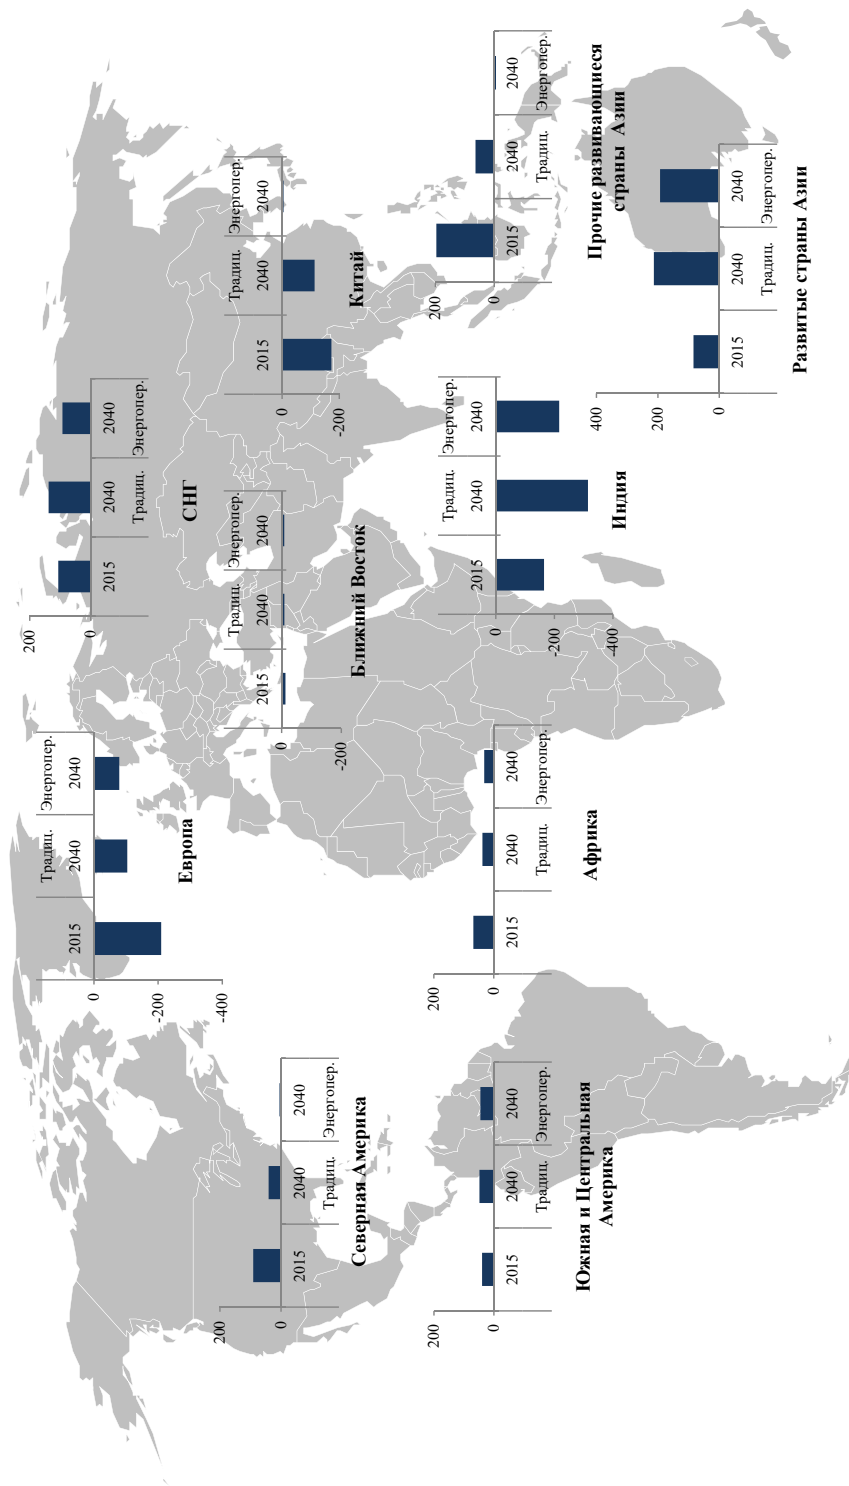 200
0
2015 2040 2040
Традиц. Энергопер.
СНГ
Традиц. Энергопер.
2015 2040 2040
0
-200
-400
Европа
200
0
2015 2040 2040
Традиц. Энергопер.
Северная Америка
Традиц. Энергопер.
2015 2040 2040
0
-200
Ближний Восток
Традиц. Энергопер.
2015 2040 2040
0
-200
Китай
200
0
2015 2040 2040
Традиц. Энергопер.
Южная и Центральная
Америка
200
0
2015 2040 2040
Традиц. Энергопер.
Африка
Традиц. Энергопер.
2015 2040 2040
0
-200
-400
Индия
200
0
2015 2040 2040
Традиц. Энергопер.
Прочие развивающиеся
страны Азии
400
200
0
2015 2040 2040
Традиц. Энергопер.
Развитые страны Азии